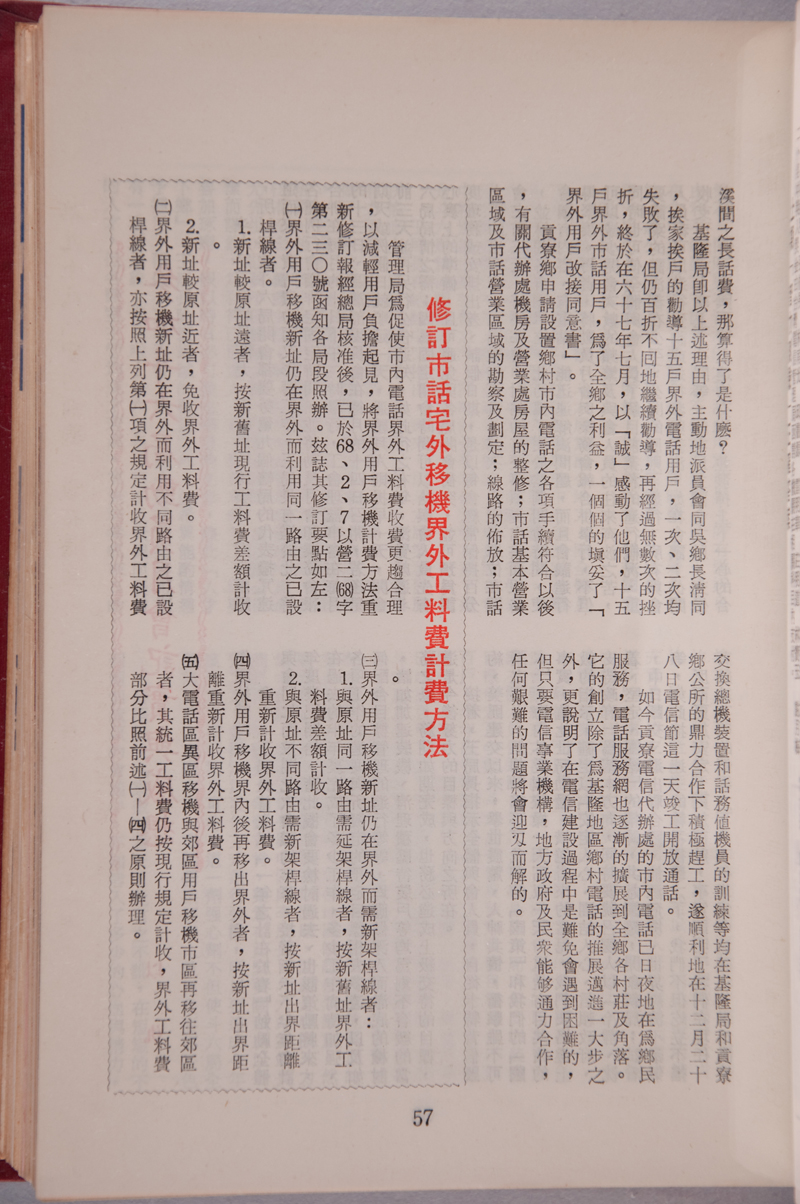 溪間之長話費，那算得了是什麽？
基隆局卽以上述理由，主動地派員會同吳鄉長淸同
，挨家挨戶的勸導十五戶界外電話用戶，一次、二次均
失敗了，但仍百折不囘地繼續勸導，再經過無數次的挫
折，終於在六十七年七月，以「誠」感動了他們，十五
戶界外市話用戶，爲了全鄉之利益，一個個的塡妥了「
界外用戶改接同意書」。
貢寮鄉申請設置鄉村市內電話之各項手續符合以後
，有關代辦處機房及營業處房屋的整修；市話基本營業
區域及市話營業區域的勘察及劃定；線路的佈放；市話
交換總機裝置和話務値機員的訓練等均在基隆局和貢寮
鄉公所的鼎力合作下積極趕工，遂順利地在十二月二十
八日電信節這一天竣工開放通話。
如今貢寮電信代辦處的市內電話已日夜地在爲鄉民
服務，電話服務網也逐漸的擴展到全鄉各村莊及角落。
它的創立除了爲基隆地區鄉村電話的推展邁進一大步之
外，更說明了在電信建設過程中是難免會遇到困難的，
但只要電信事業機構，地方政府及民衆能够通力合作，
任何艱難的問題將會迎刄而解的。
修訂市話宅外移機界外工料費計費方法
管理局爲促使市內電話界外工料費收費更趨合理
，以減輕用戶負擔起見，將界外用戶移機計費方法重
新修訂報經總局核准後，已於68、2、7以營二(68)字
第二三〇號函知各局段照辦。玆誌其修訂要點如左：
㈠界外用戶移機新址仍在界外而利用同一路由之已設
桿線者。
1.新址較原址遠者，按新舊址現行工料費差額計收
。
2.新址較原址近者，免收界外工料費。
㈡界外用戶移機新址仍在界外而利用不同路由之已設
桿線者，亦按照上列第㈠項之規定計收界外工料費
。
㈢界外用戶移機新址仍在界外而需新架桿線者：
1.與原址同一路由需延架桿線者，按新舊址界外工
料費差額計收。
2.與原址不同路由需新架桿線者，按新址出界距離
重新計收界外工料費。
㈣界外用戶移機界內後再移出界外者，按新址出界距
離重新計收界外工料費。
㈤大電話區異區移機與郊區用戶移機市區再移往郊區
者，其統一工料費仍按現行規定計收，界外工料費
部分比照前述㈠－㈣之原則辦理。
57